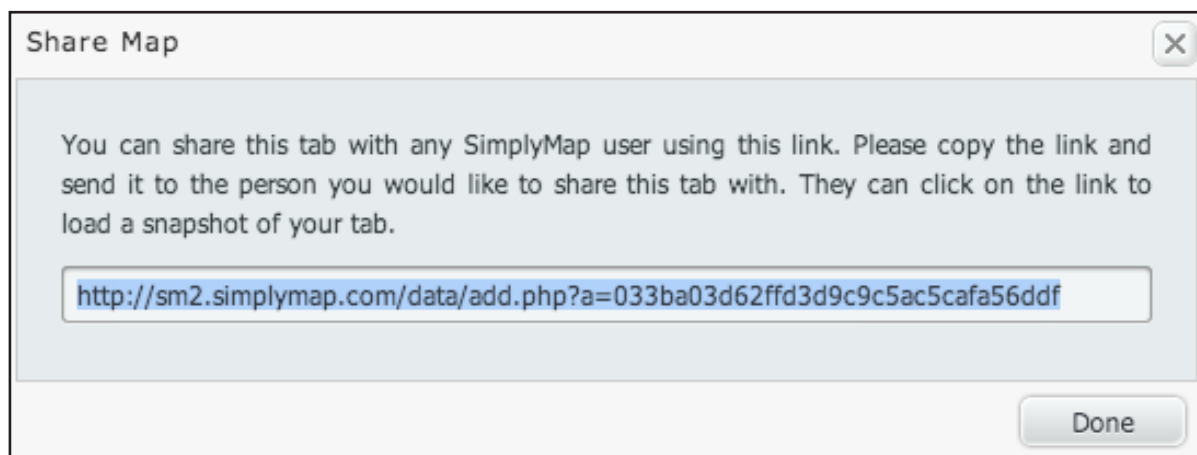 Share Map
You can share this tab with any SimplyMap user using this link. Please copy the link and
send it to the person you would like to share this tab with. They can click on the link to
load a snapshot of your tab.
http://sm2.simplymap.com/data/add.php?a=033ba03d62ffd3d9c9c5ac5cafa56ddf
Done